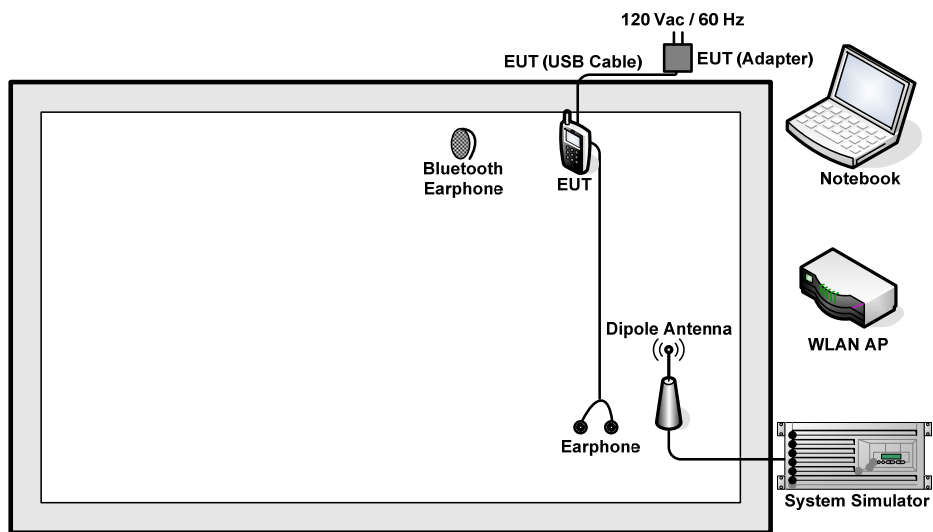 120 Vac / 60 Hz
EUT (USB Cable)
EUT (Adapter)
Bluetooth
Earphone
EUT
Notebook
Dipole Antenna
WLAN AP
Earphone
System Simulator